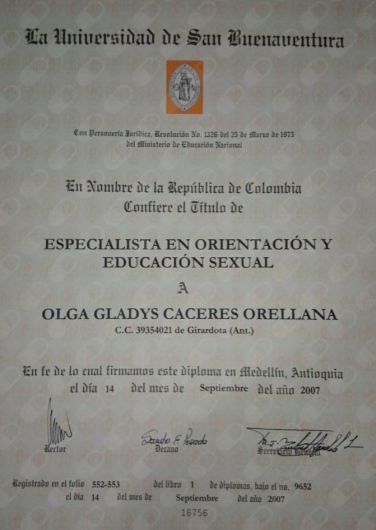 La Universidad de San Buenaventura
Con Personería Jurídica, Resolución No. 1326 del 25 de Marzo de 1975
del Ministerio de Educación Nacional
En Nombre de la República de Colombia
Confiere el Título de
ESPECIALISTA EN ORIENTACIÓN Y
EDUCACIÓN SEXUAL
A
OLGA GLADYS CACERES ORELLANA
C.C. 39354021 de Girardota (Ant.)
En fe de lo cual firmamos este diploma en Medellín, Antioquia
el día 14 del mes de Septiembre del año 2007
Rector
Decano
Secretario
Registrado en el folio 552-553 del libro 1 de diplomas, bajo el no. 9652
el día 14 del mes de Septiembre del año 2007
16756